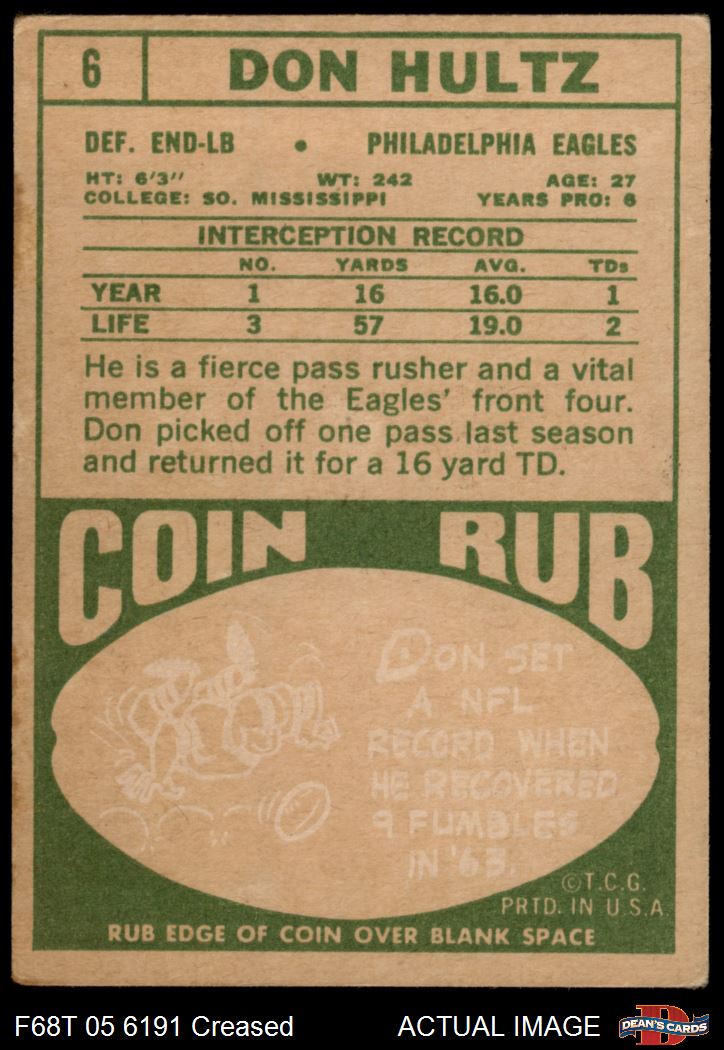 6
DON HULTZ
DEF. END-LB • PHILADELPHIA EAGLES
HT: 6'3" WT: 242 AGE: 27
COLLEGE: SO. MISSISSIPPI YEARS PRO: 6
INTERCEPTION RECORD
NO. YARDS AVG. TDs
YEAR 1 16 16.0 1
LIFE 3 57 19.0 2
He is a fierce pass rusher and a vital
member of the Eagles' front four.
Don picked off one pass last season
and returned it for a 16 yard TD.
COIN RUB
DON SET
A NFL
RECORD WHEN
HE RECOVERED
9 FUMBLES
IN '63.
©T.C.G.
PRTD. IN U.S.A.
RUB EDGE OF COIN OVER BLANK SPACE
F68T 05 6191 Creased ACTUAL IMAGE
D
DEAN'S CARDS